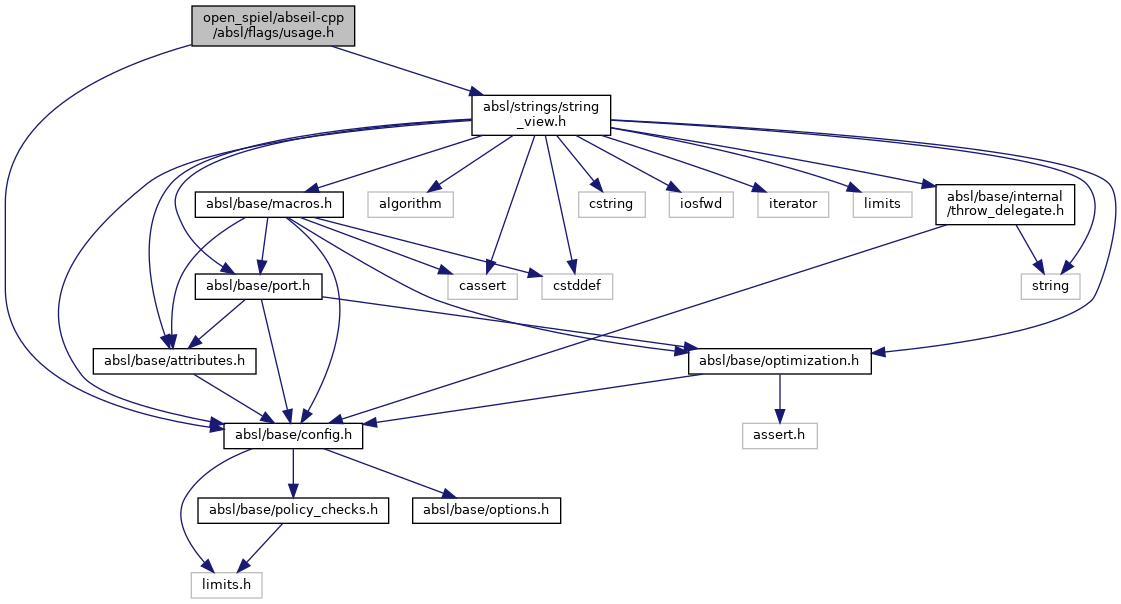 open_spiel/abseil-cpp
/absl/flags/usage.h
absl/strings/string
_view.h
absl/base/macros.h
algorithm
cstring
iosfwd
iterator
limits
absl/base/internal
/throw_delegate.h
absl/base/port.h
cassert
cstddef
string
absl/base/attributes.h
absl/base/optimization.h
absl/base/config.h
assert.h
absl/base/policy_checks.h
absl/base/options.h
limits.h